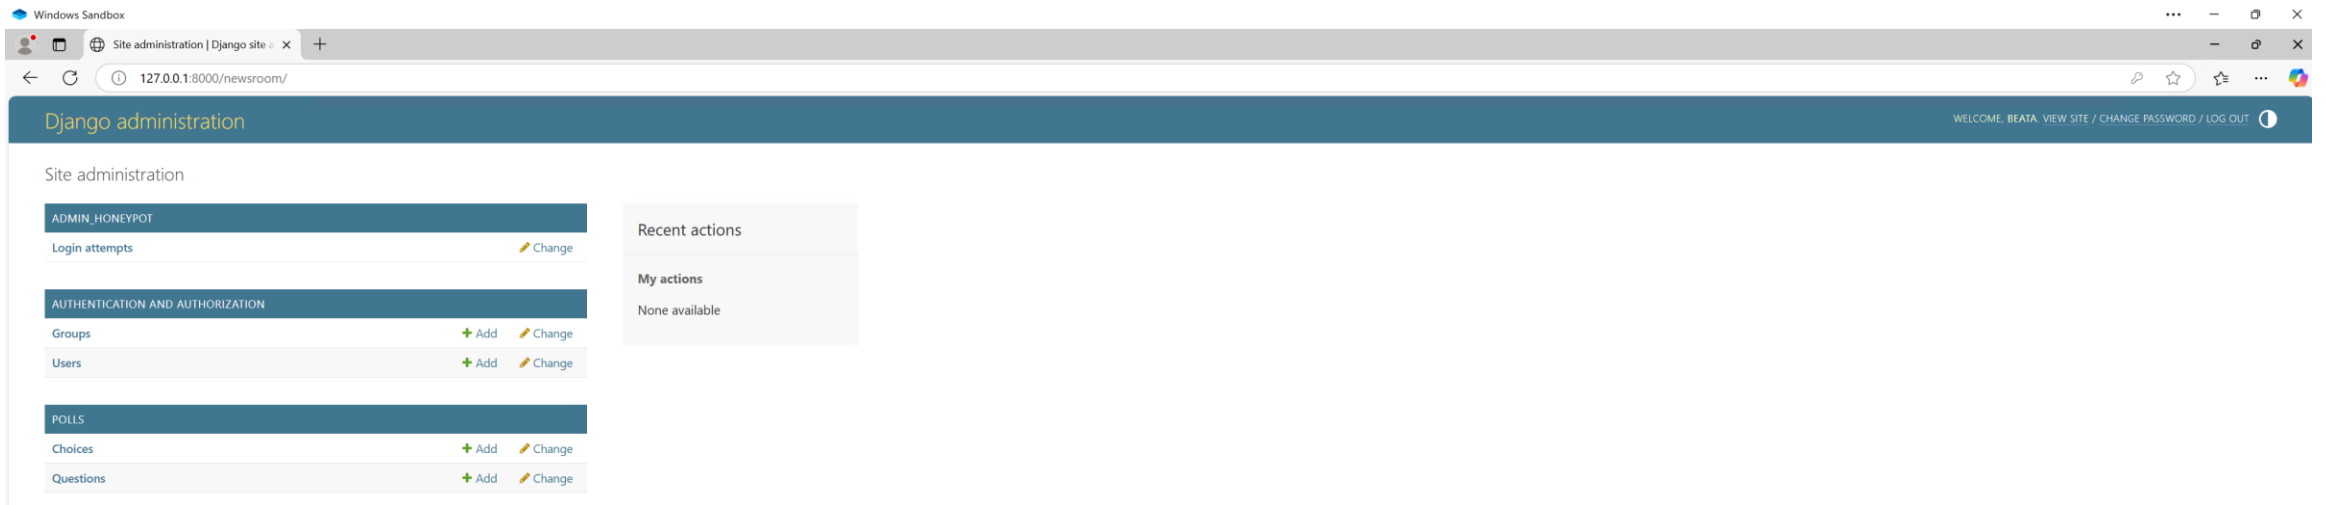 Windows Sandbox
Site administration | Django site a
127.0.0.1:8000/newsroom/
Django administration
WELCOME, BEATA. VIEW SITE / CHANGE PASSWORD / LOG OUT
Site administration
ADMIN_HONEYPOT
Login attempts Change
AUTHENTICATION AND AUTHORIZATION
Groups Add Change
Users Add Change
POLLS
Choices Add Change
Questions Add Change
Recent actions
My actions
None available